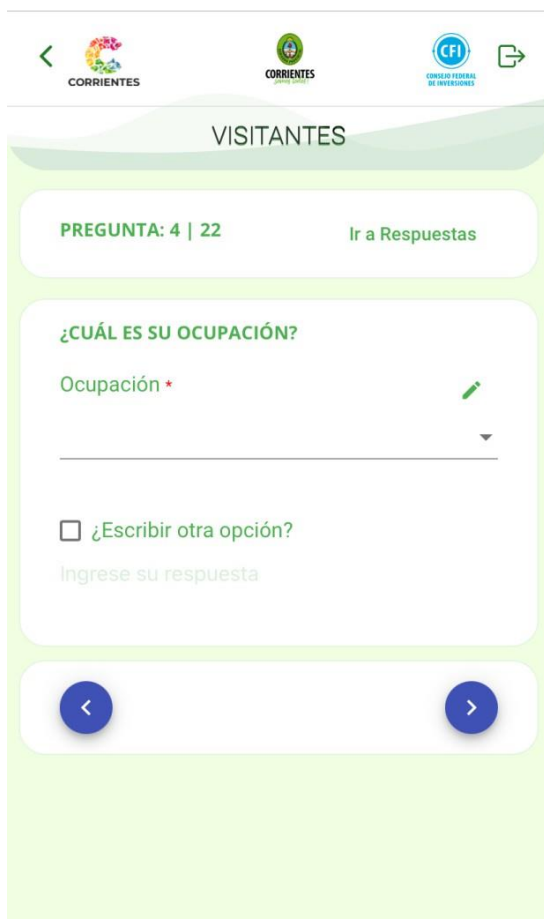 CORRIENTES
CORRIENTES
CFI
CONSEJO FEDERAL
DE INVERSIONES
VISITANTES
PREGUNTA: 4 | 22
Ir a Respuestas
¿CUÁL ES SU OCUPACIÓN?
Ocupación *
¿Escribir otra opción?
Ingrese su respuesta